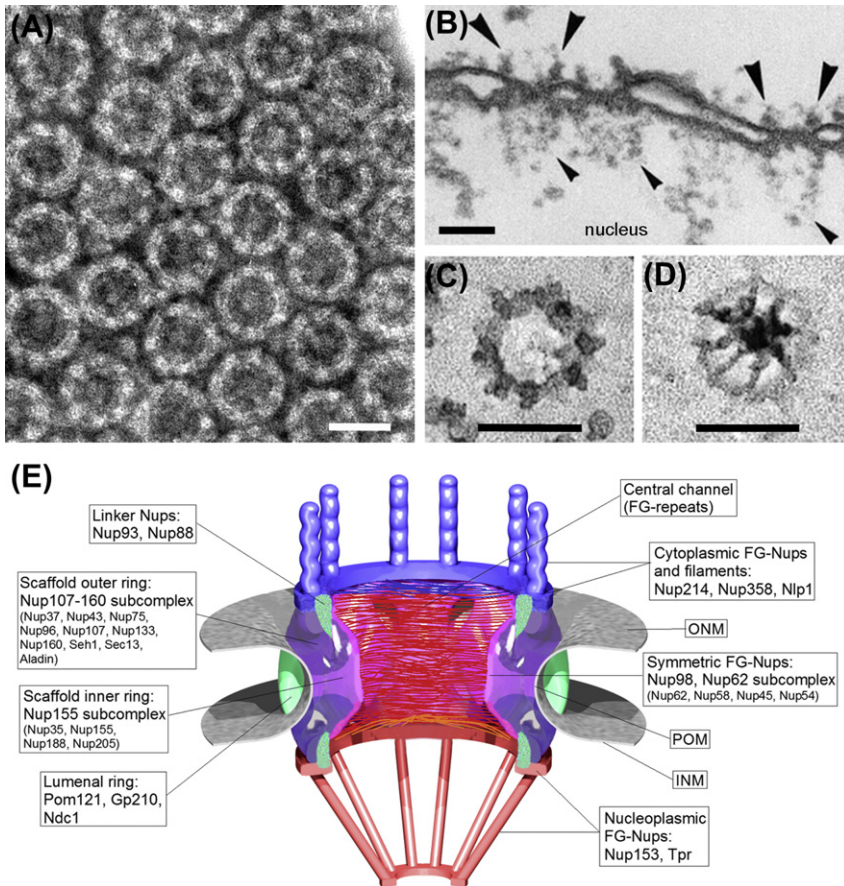 (A)
(B)
nucleus
(C)
(D)
(E)
Linker Nups:
Nup93, Nup88
Scaffold outer ring:
Nup107-160 subcomplex
(Nup37, Nup43, Nup75,
Nup96, Nup107, Nup133,
Nup160, Seh1, Sec13,
Aladin)
Scaffold inner ring:
Nup155 subcomplex
(Nup35, Nup155,
Nup188, Nup205)
Lumenal ring:
Pom121, Gp210,
Ndc1
Central channel
(FG-repeats)
Cytoplasmic FG-Nups
and filaments:
Nup214, Nup358, Nlp1
ONM
Symmetric FG-Nups:
Nup98, Nup62 subcomplex
(Nup62, Nup58, Nup45, Nup54)
POM
INM
Nucleoplasmic
FG-Nups:
Nup153, Tpr